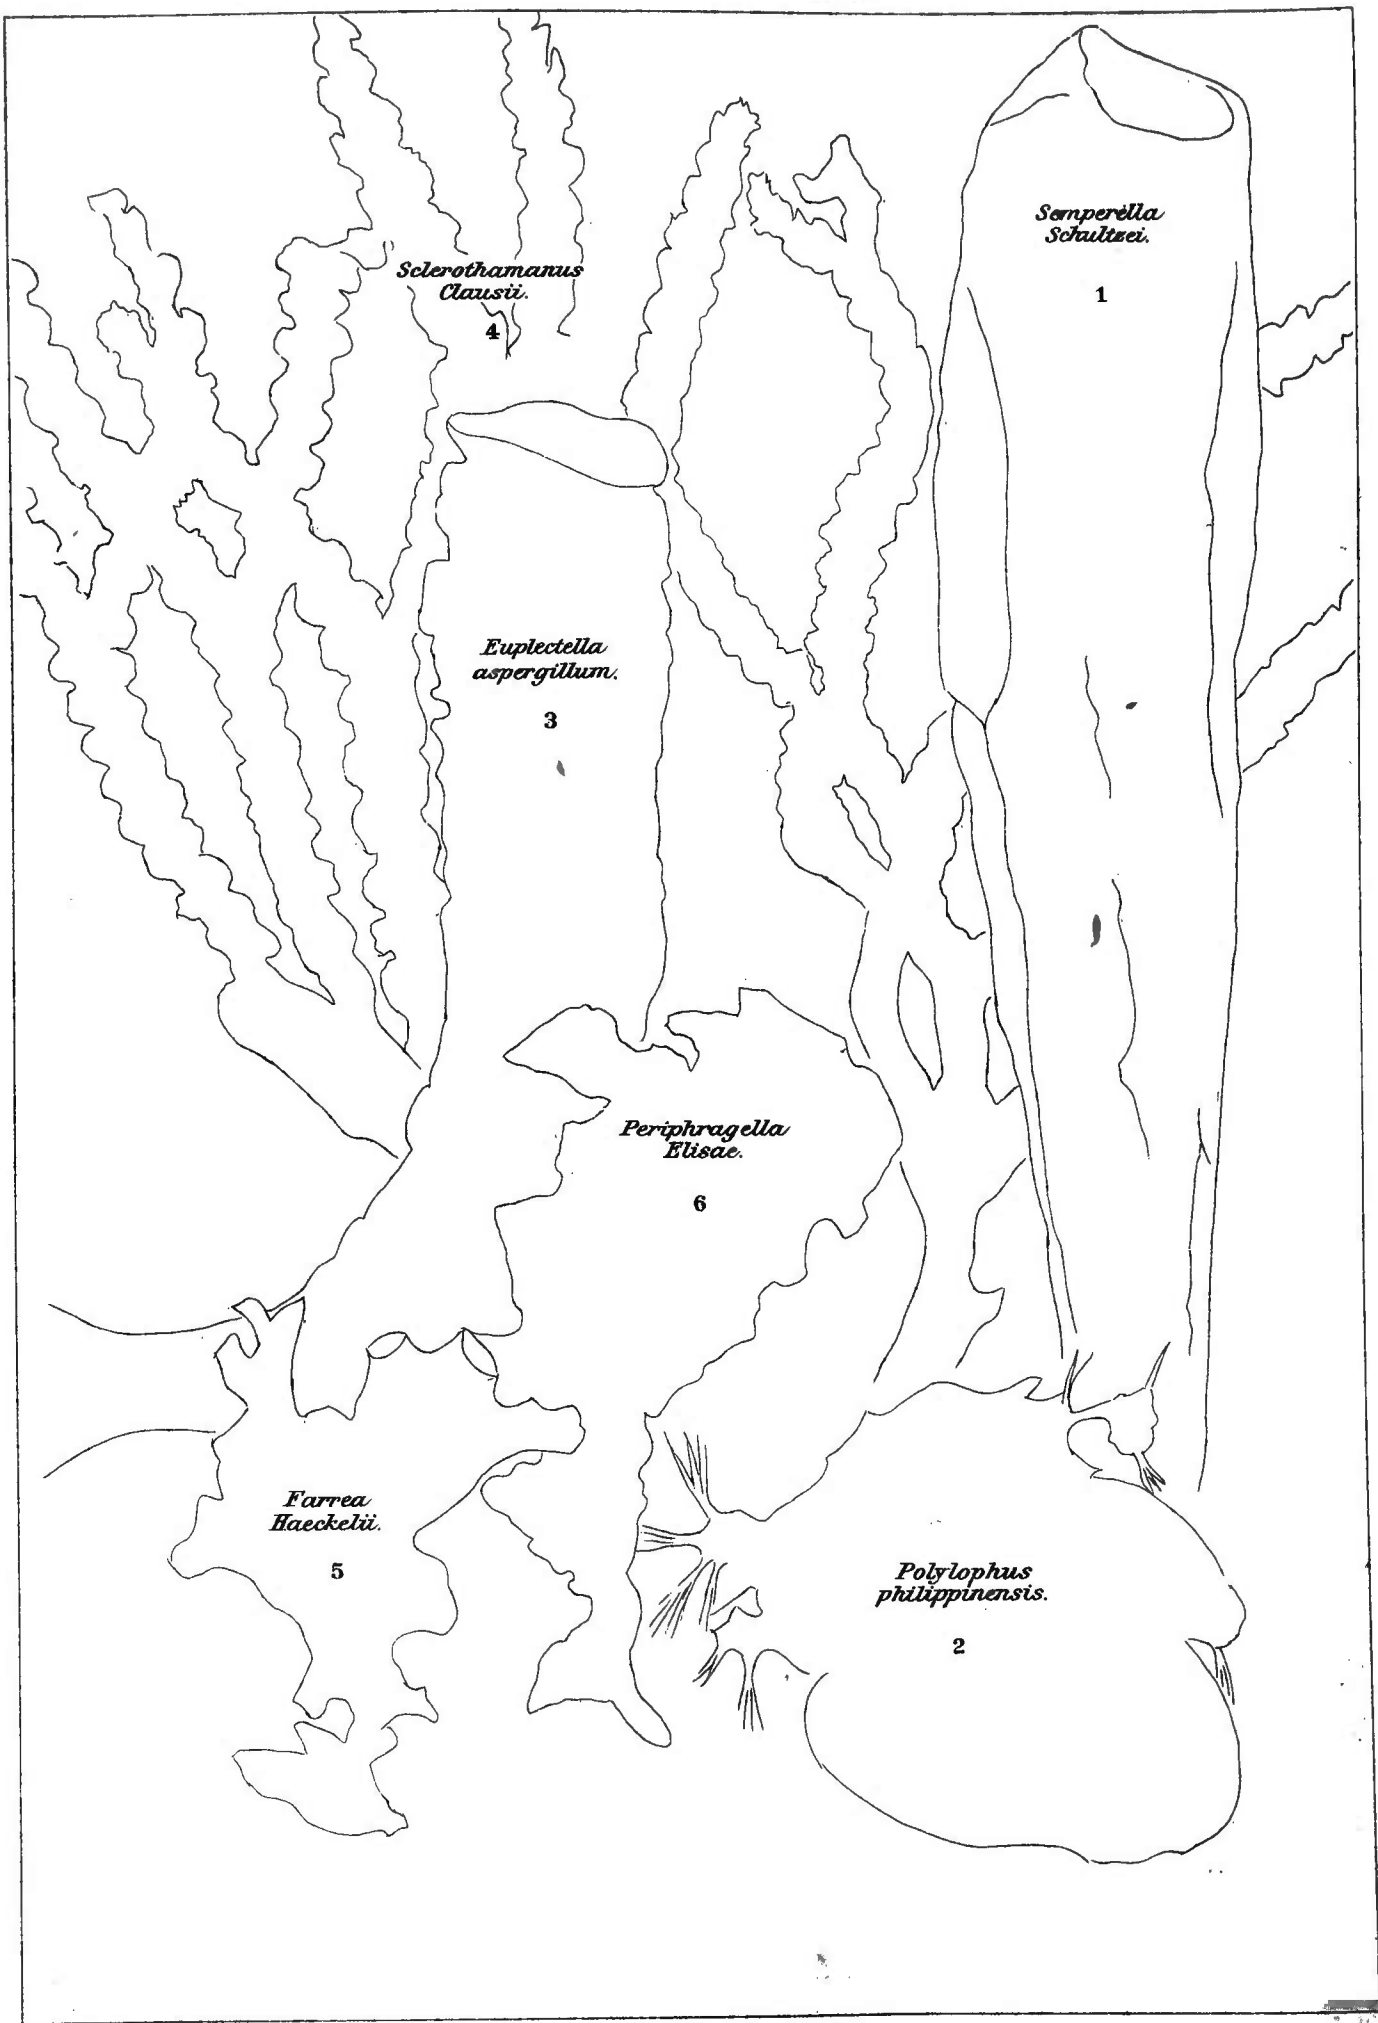 Semperella
Schultzei.
1
Sclerothamanus
Clausii.
4
Euplectella
aspergillum.
3
Periphragella
Elisae.
6
Farrea
Haeckelii.
5
Polylophus
philippinensis.
2